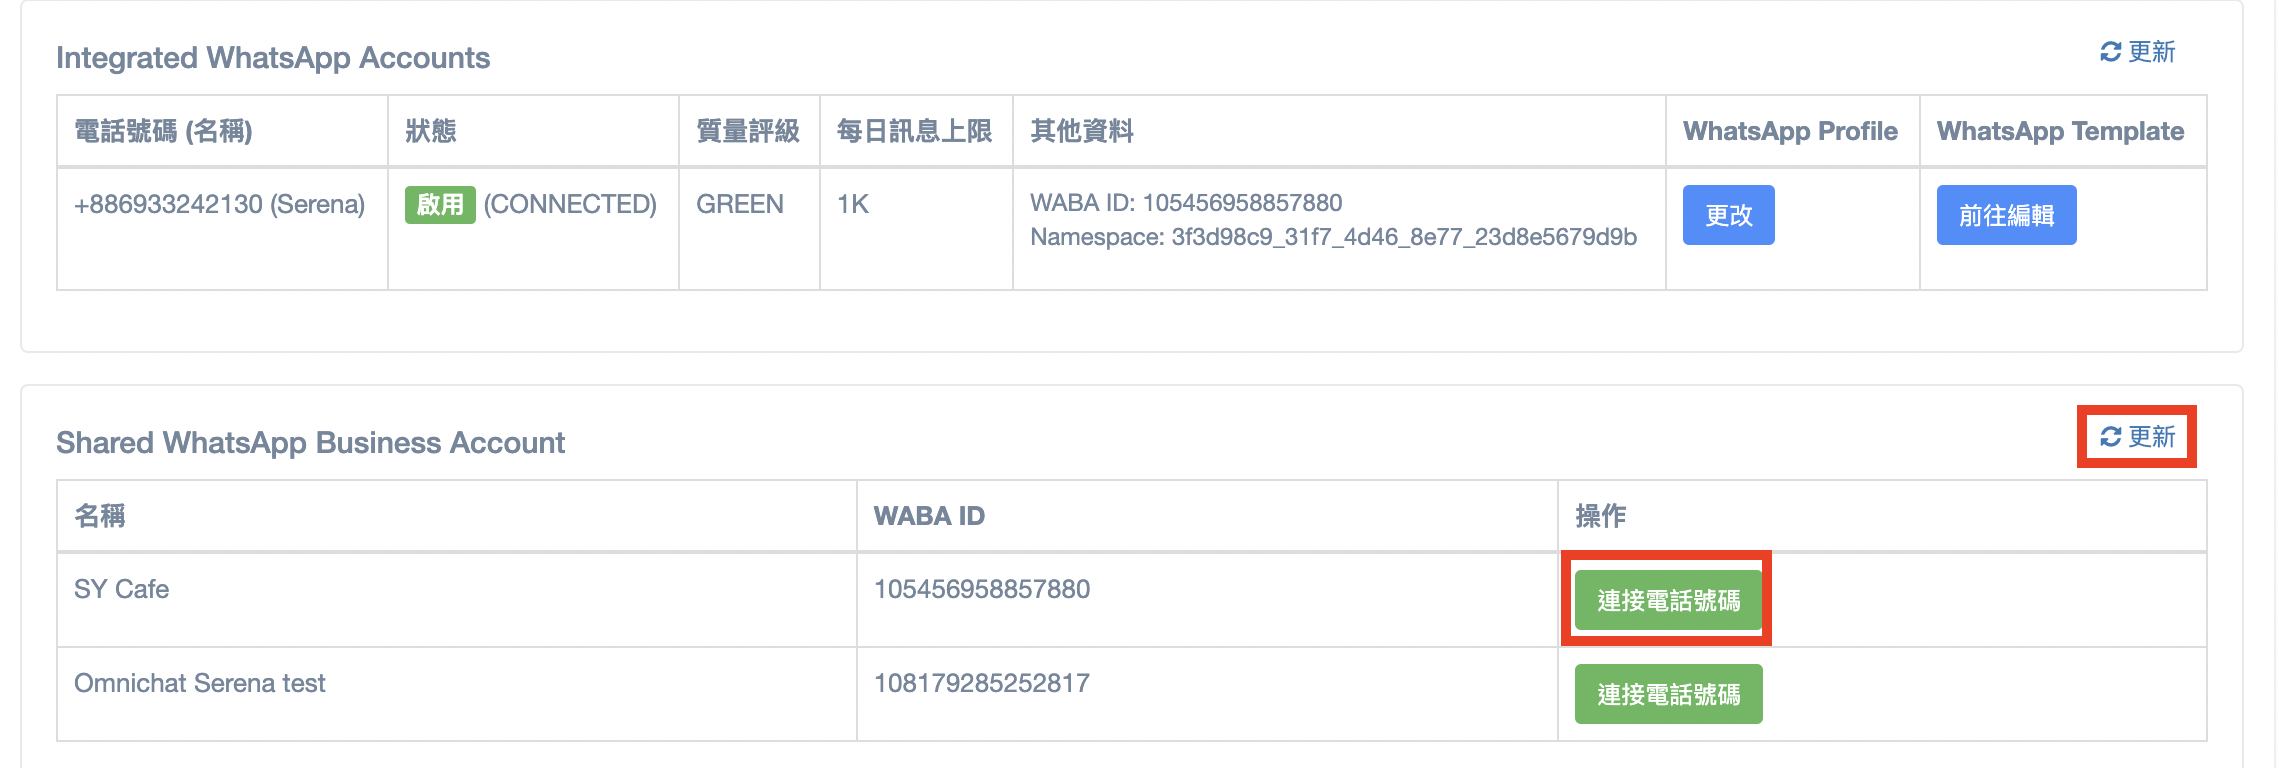 Integrated WhatsApp Accounts
更新
電話號碼 (名稱) 狀態 質量評級 每日訊息上限 其他資料 WhatsApp Profile WhatsApp Template
+886933242130 (Serena) 啟用 (CONNECTED) GREEN 1K WABA ID: 105456958857880
Namespace: 3f3d98c9_31f7_4d46_8e77_23d8e5679d9b
更改 前往編輯
Shared WhatsApp Business Account
更新
名稱 WABA ID 操作
SY Cafe 105456958857880 連接電話號碼
Omnichat Serena test 108179285252817 連接電話號碼